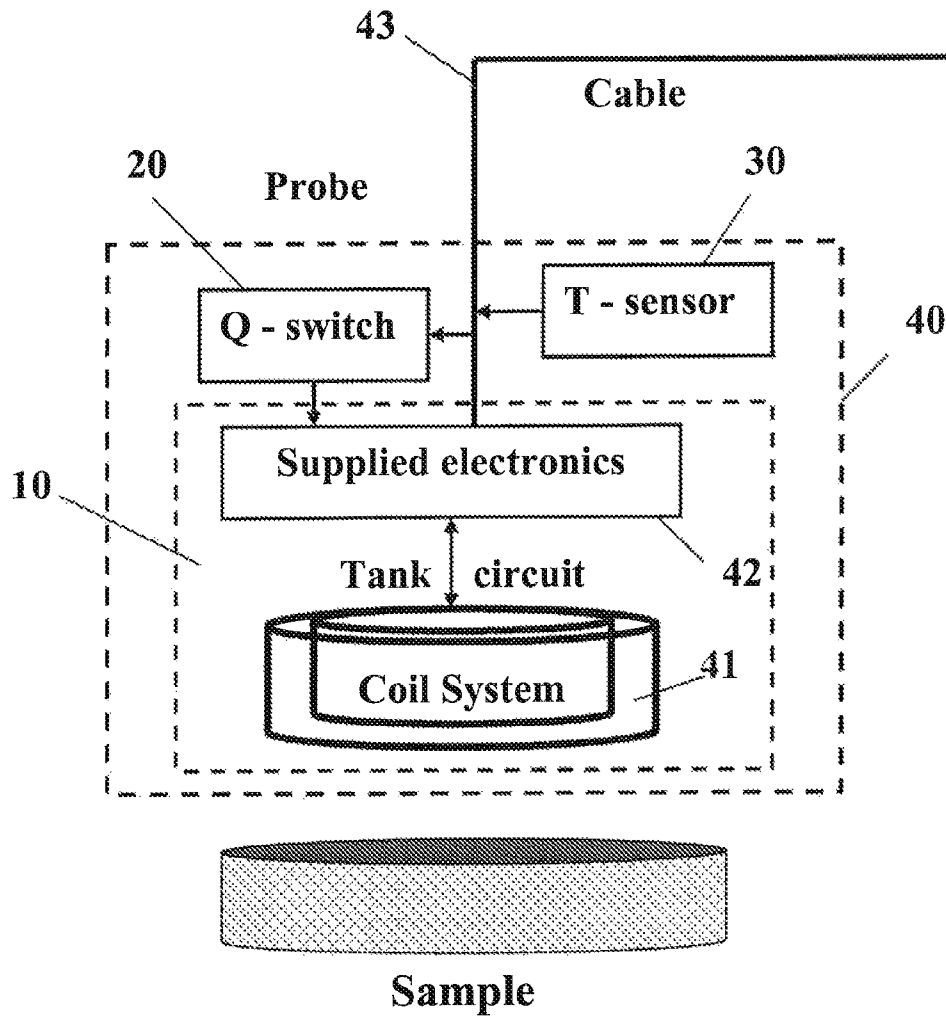 43
Cable
20
Probe
30
Q - switch
T - sensor
40
Supplied electronics
10
Tank circuit
42
Coil System
41
Sample